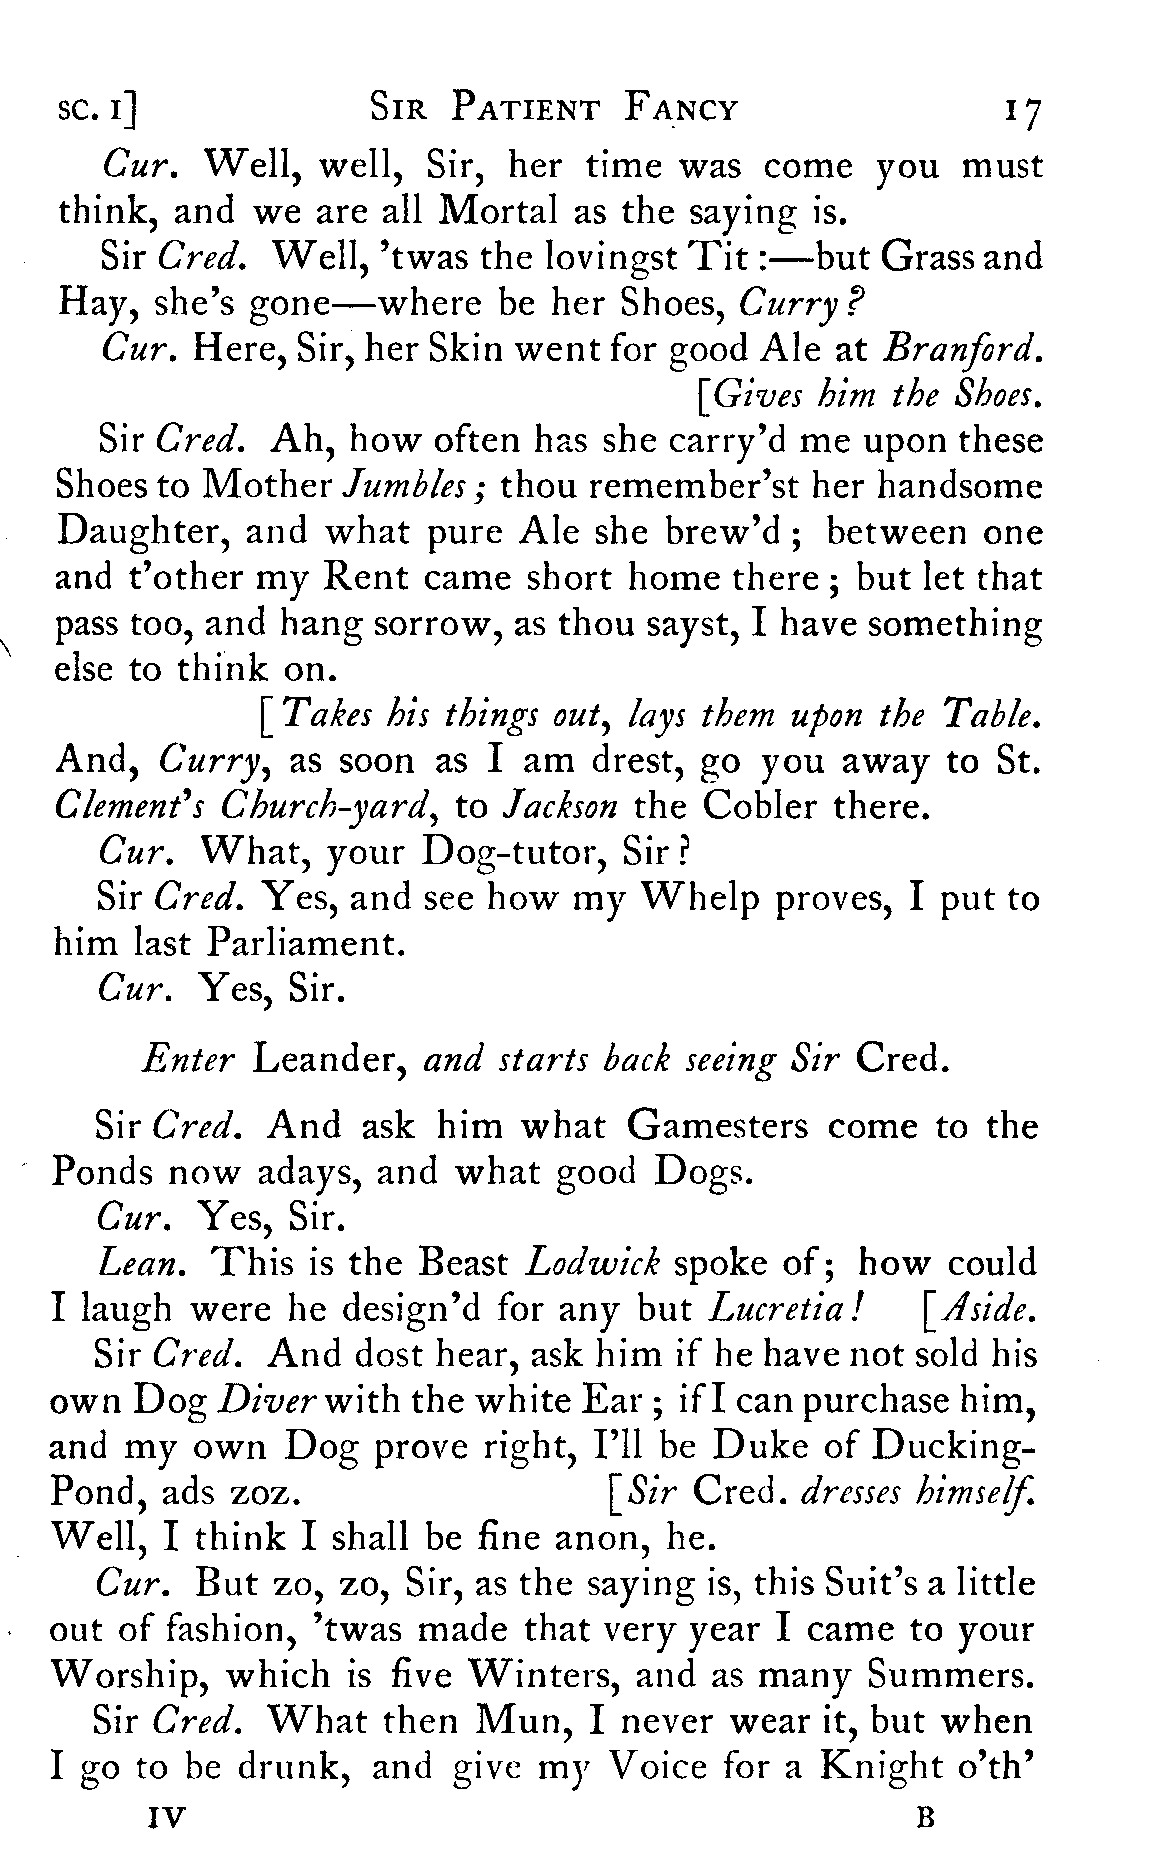 SC. I] SIR PATIENT FANCY 17
Cur. Well, well, Sir, her time was come you must
think, and we are all Mortal as the saying is.
Sir Cred. Well, 'twas the lovingst Tit :—but Grass and
Hay, she's gone—where be her Shoes, Curry?
Cur. Here, Sir, her Skin went for good Ale at Branford.
[Gives him the Shoes.
Sir Cred. Ah, how often has she carry'd me upon these
Shoes to Mother Jumbles; thou remember'st her handsome
Daughter, and what pure Ale she brew'd; between one
and t'other my Rent came short home there; but let that
pass too, and hang sorrow, as thou sayst, I have something
else to think on.
[Takes his things out, lays them upon the Table.
And, Curry, as soon as I am drest, go you away to St.
Clement's Church-yard, to Jackson the Cobler there.
Cur. What, your Dog-tutor, Sir?
Sir Cred. Yes, and see how my Whelp proves, I put to
him last Parliament.
Cur. Yes, Sir.
Enter Leander, and starts back seeing Sir Cred.
Sir Cred. And ask him what Gamesters come to the
Ponds now adays, and what good Dogs.
Cur. Yes, Sir.
Lean. This is the Beast Lodwick spoke of; how could
I laugh were he design'd for any but Lucretia! [Aside.
Sir Cred. And dost hear, ask him if he have not sold his
own Dog Diver with the white Ear; if I can purchase him,
and my own Dog prove right, I'll be Duke of Ducking-
Pond, ads zoz. [Sir Cred. dresses himself.
Well, I think I shall be fine anon, he.
Cur. But zo, zo, Sir, as the saying is, this Suit's a little
out of fashion, 'twas made that very year I came to your
Worship, which is five Winters, and as many Summers.
Sir Cred. What then Mun, I never wear it, but when
I go to be drunk, and give my Voice for a Knight o'th'
IV B